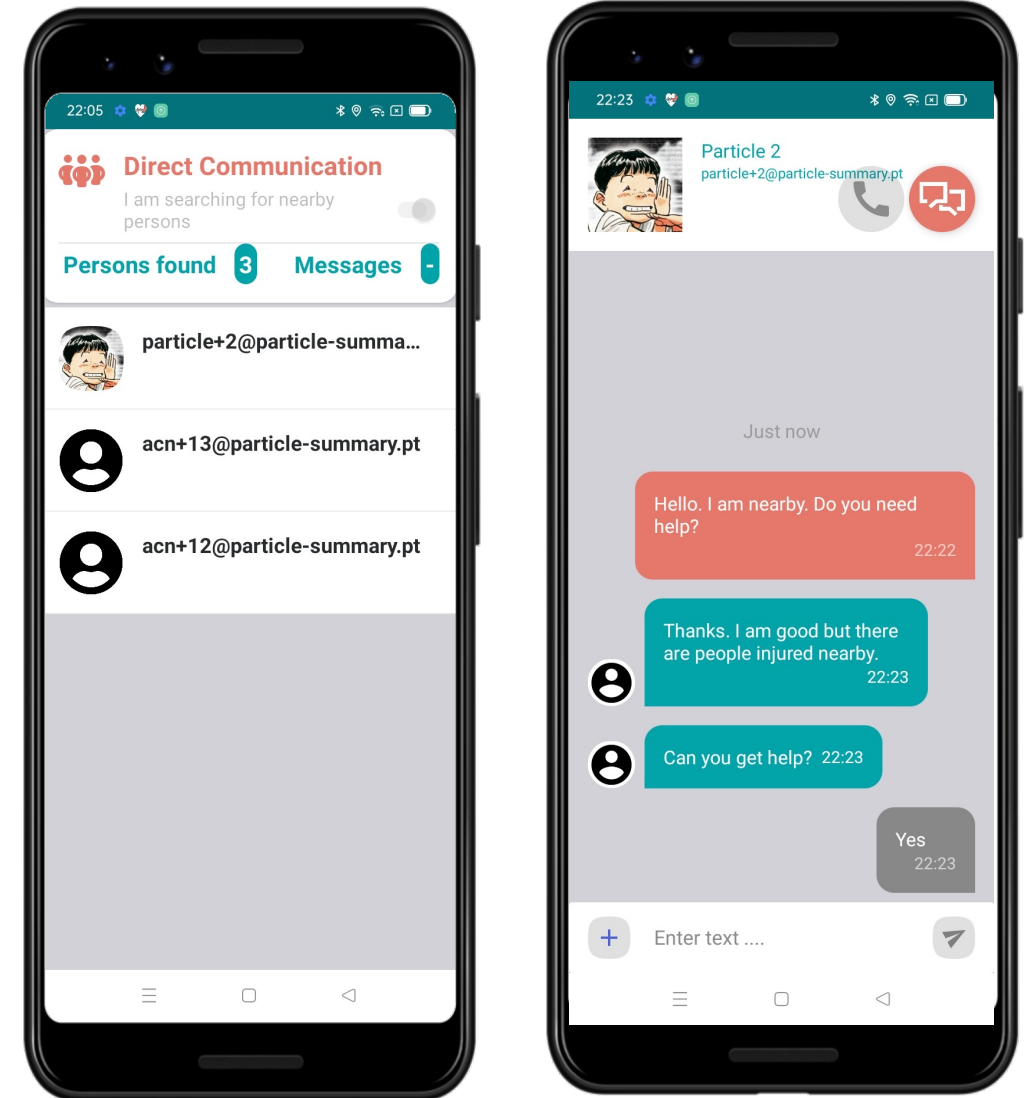 22:05
Direct Communication
I am searching for nearby
persons
Persons found 3 Messages -
particle+2@particle-summa...
acn+13@particle-summary.pt
acn+12@particle-summary.pt
22:23
Particle 2
particle+2@particle-summary.pt
Just now
Hello. I am nearby. Do you need
help?
22:22
Thanks. I am good but there
are people injured nearby.
22:23
Can you get help? 22:23
Yes
22:23
Enter text ....